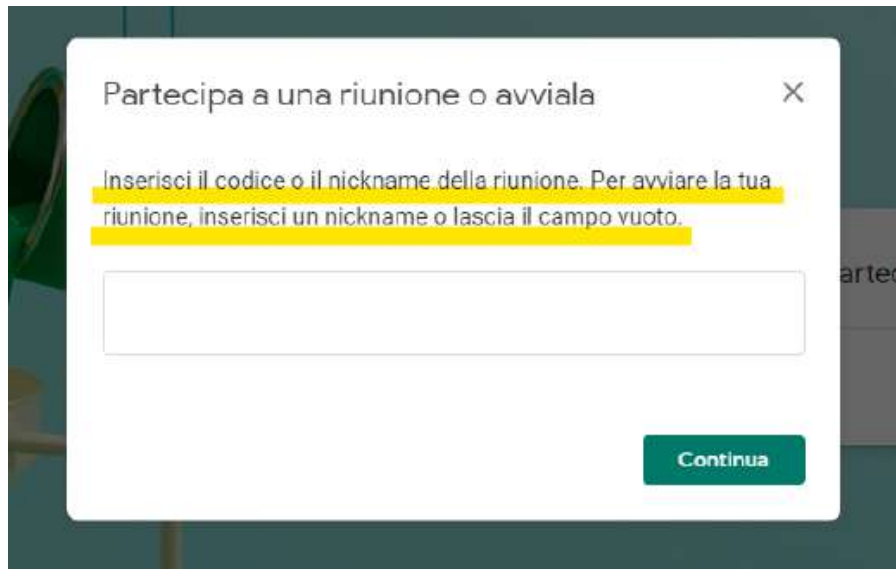 Partecipa a una riunione o avviala
Inserisci il codice o il nickname della riunione. Per avviare la tua
riunione, inserisci un nickname o lascia il campo vuoto.
artec
Continua